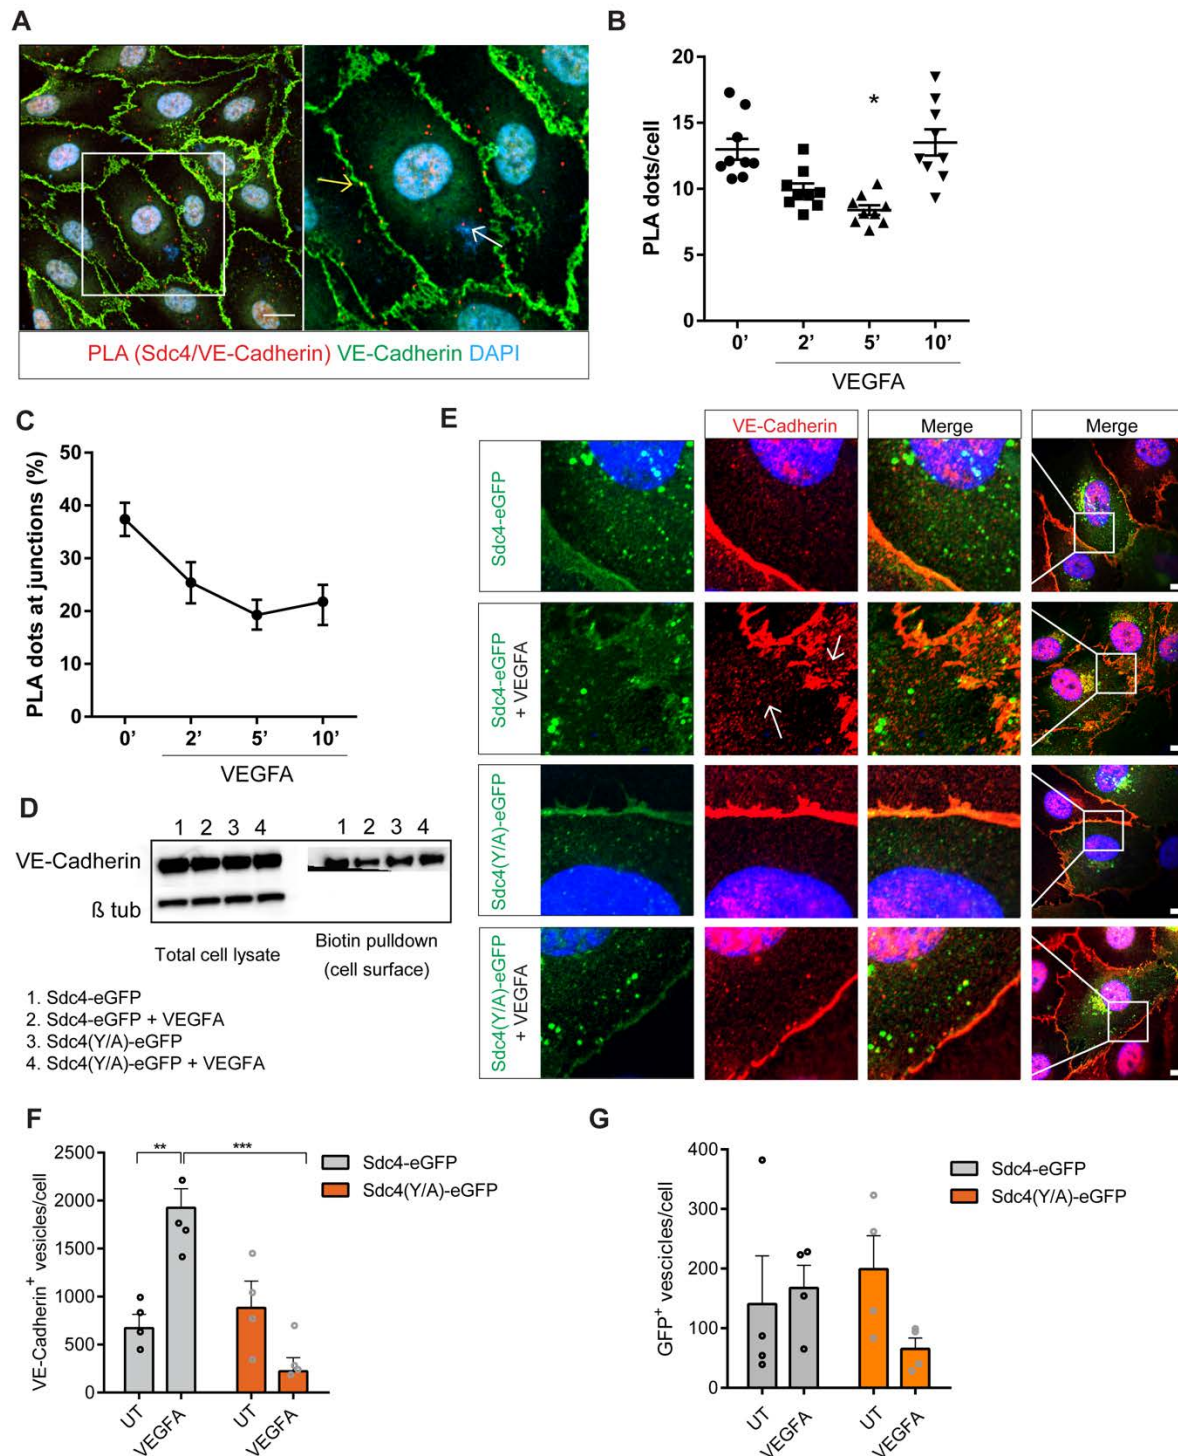 A
PLA (Sdc4/VE-Cadherin) VE-Cadherin DAPI
B
PLA dots/cell
20
15
10
5
0
*
0’ 2’ 5’ 10’
VEGFA
C
PLA dots at junctions (%)
50
40
30
20
10
0
0’ 2’ 5’ 10’
VEGFA
D
1 2 3 4 1 2 3 4
VE-Cadherin
ß tub
Total cell lysate
Biotin pulldown
(cell surface)
1. Sdc4-eGFP
2. Sdc4-eGFP + VEGFA
3. Sdc4(Y/A)-eGFP
4. Sdc4(Y/A)-eGFP + VEGFA
E
VE-Cadherin Merge Merge
Sdc4-eGFP
Sdc4-eGFP
+ VEGFA
Sdc4(Y/A)-eGFP
Sdc4(Y/A)-eGFP
+ VEGFA
F
VE-Cadherin+ vesicles/cell
2500
2000
1500
1000
500
0
** ***
Sdc4-eGFP
Sdc4(Y/A)-eGFP
UT VEGFA UT VEGFA
G
GFP+ vescicles/cell
400
300
200
100
0
Sdc4-eGFP
Sdc4(Y/A)-eGFP
UT VEGFA UT VEGFA